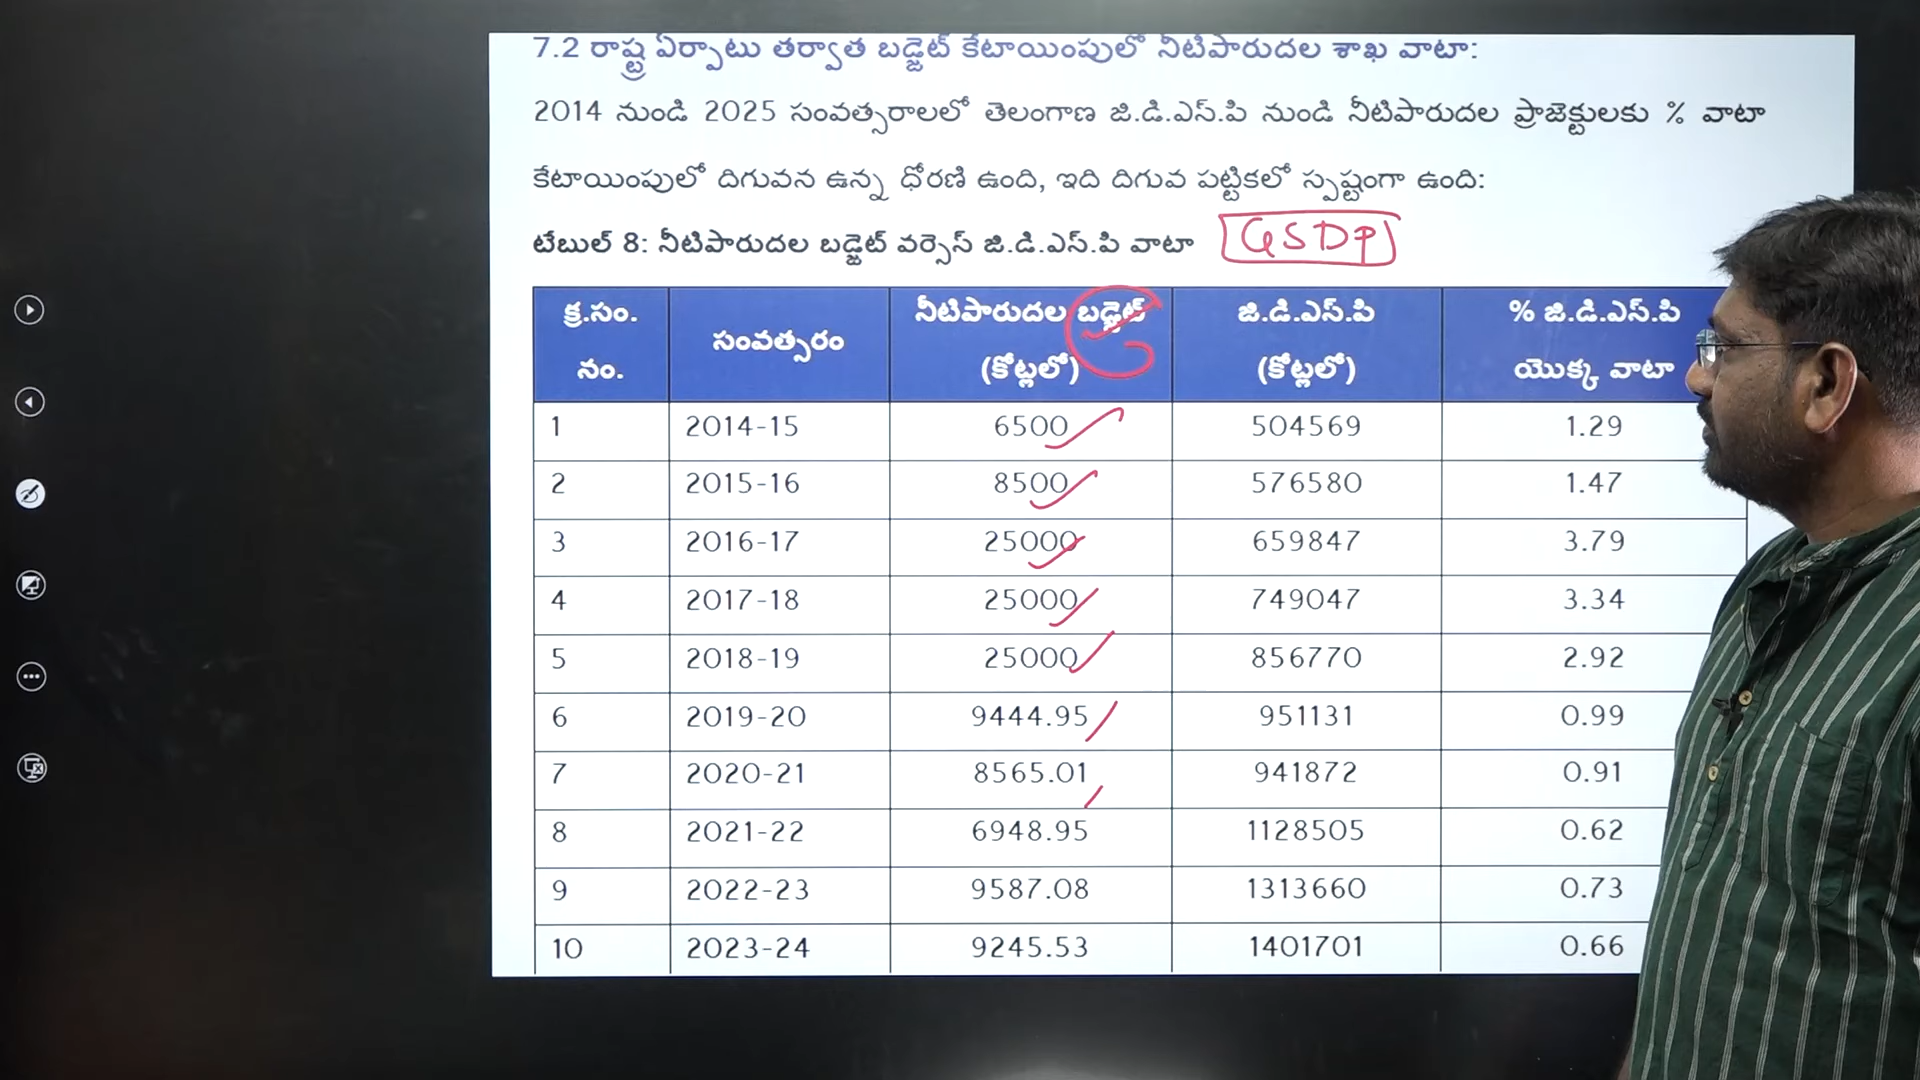 7.2 రాష్ట్ర ఏర్పాటు తర్వాత బడ్జెట్ కేటాయింపులో నీటిపారుదల శాఖ వాటా:
2014 నుండి 2025 సంవత్సరాలలో తెలంగాణ జి.డి.ఎస్.పి నుండి నీటిపారుదల ప్రాజెక్టులకు % వాటా
కేటాయింపులో దిగువన ఉన్న ధోరణి ఉంది, ఇది దిగువ పట్టికలో స్పష్టంగా ఉంది:
టేబుల్ 8: నీటిపారుదల బడ్జెట్ వర్సెస్ జి.డి.ఎస్.పి వాటా GSDP
క్ర.సం. నం. సంవత్సరం నీటిపారుదల బడ్జెట్ (కోట్లలో) జి.డి.ఎస్.పి (కోట్లలో) % జి.డి.ఎస్.పి యొక్క వాటా
1 2014-15 6500 504569 1.29
2 2015-16 8500 576580 1.47
3 2016-17 25000 659847 3.79
4 2017-18 25000 749047 3.34
5 2018-19 25000 856770 2.92
6 2019-20 9444.95 951131 0.99
7 2020-21 8565.01 941872 0.91
8 2021-22 6948.95 1128505 0.62
9 2022-23 9587.08 1313660 0.73
10 2023-24 9245.53 1401701 0.66